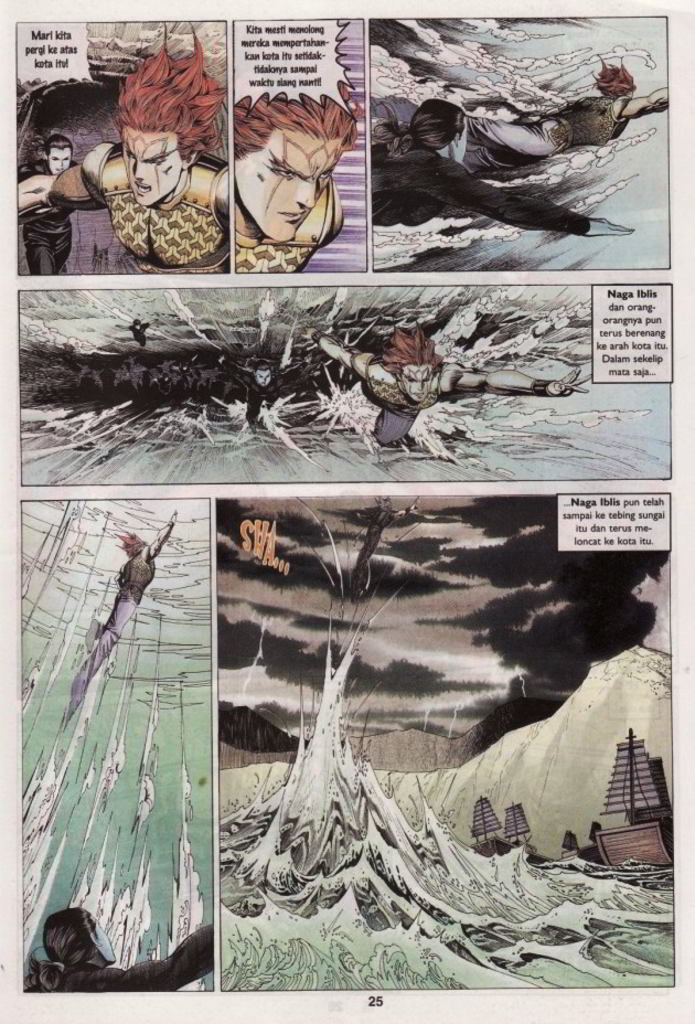 Mari kita
pergi ke atas
kota itu!
Kita mesti menolong
mereka mempertahan-
kan kota itu setidak-
tidaknya sampai
waktu siang nanti!
Naga Iblis
dan orang-
orangnya pun
terus berenang
ke arah kota itu.
Dalam sekelip
mata saja...
...Naga Iblis pun telah
sampai ke tebing sungai
itu dan terus me-
loncat ke kota itu.
SWA...
25